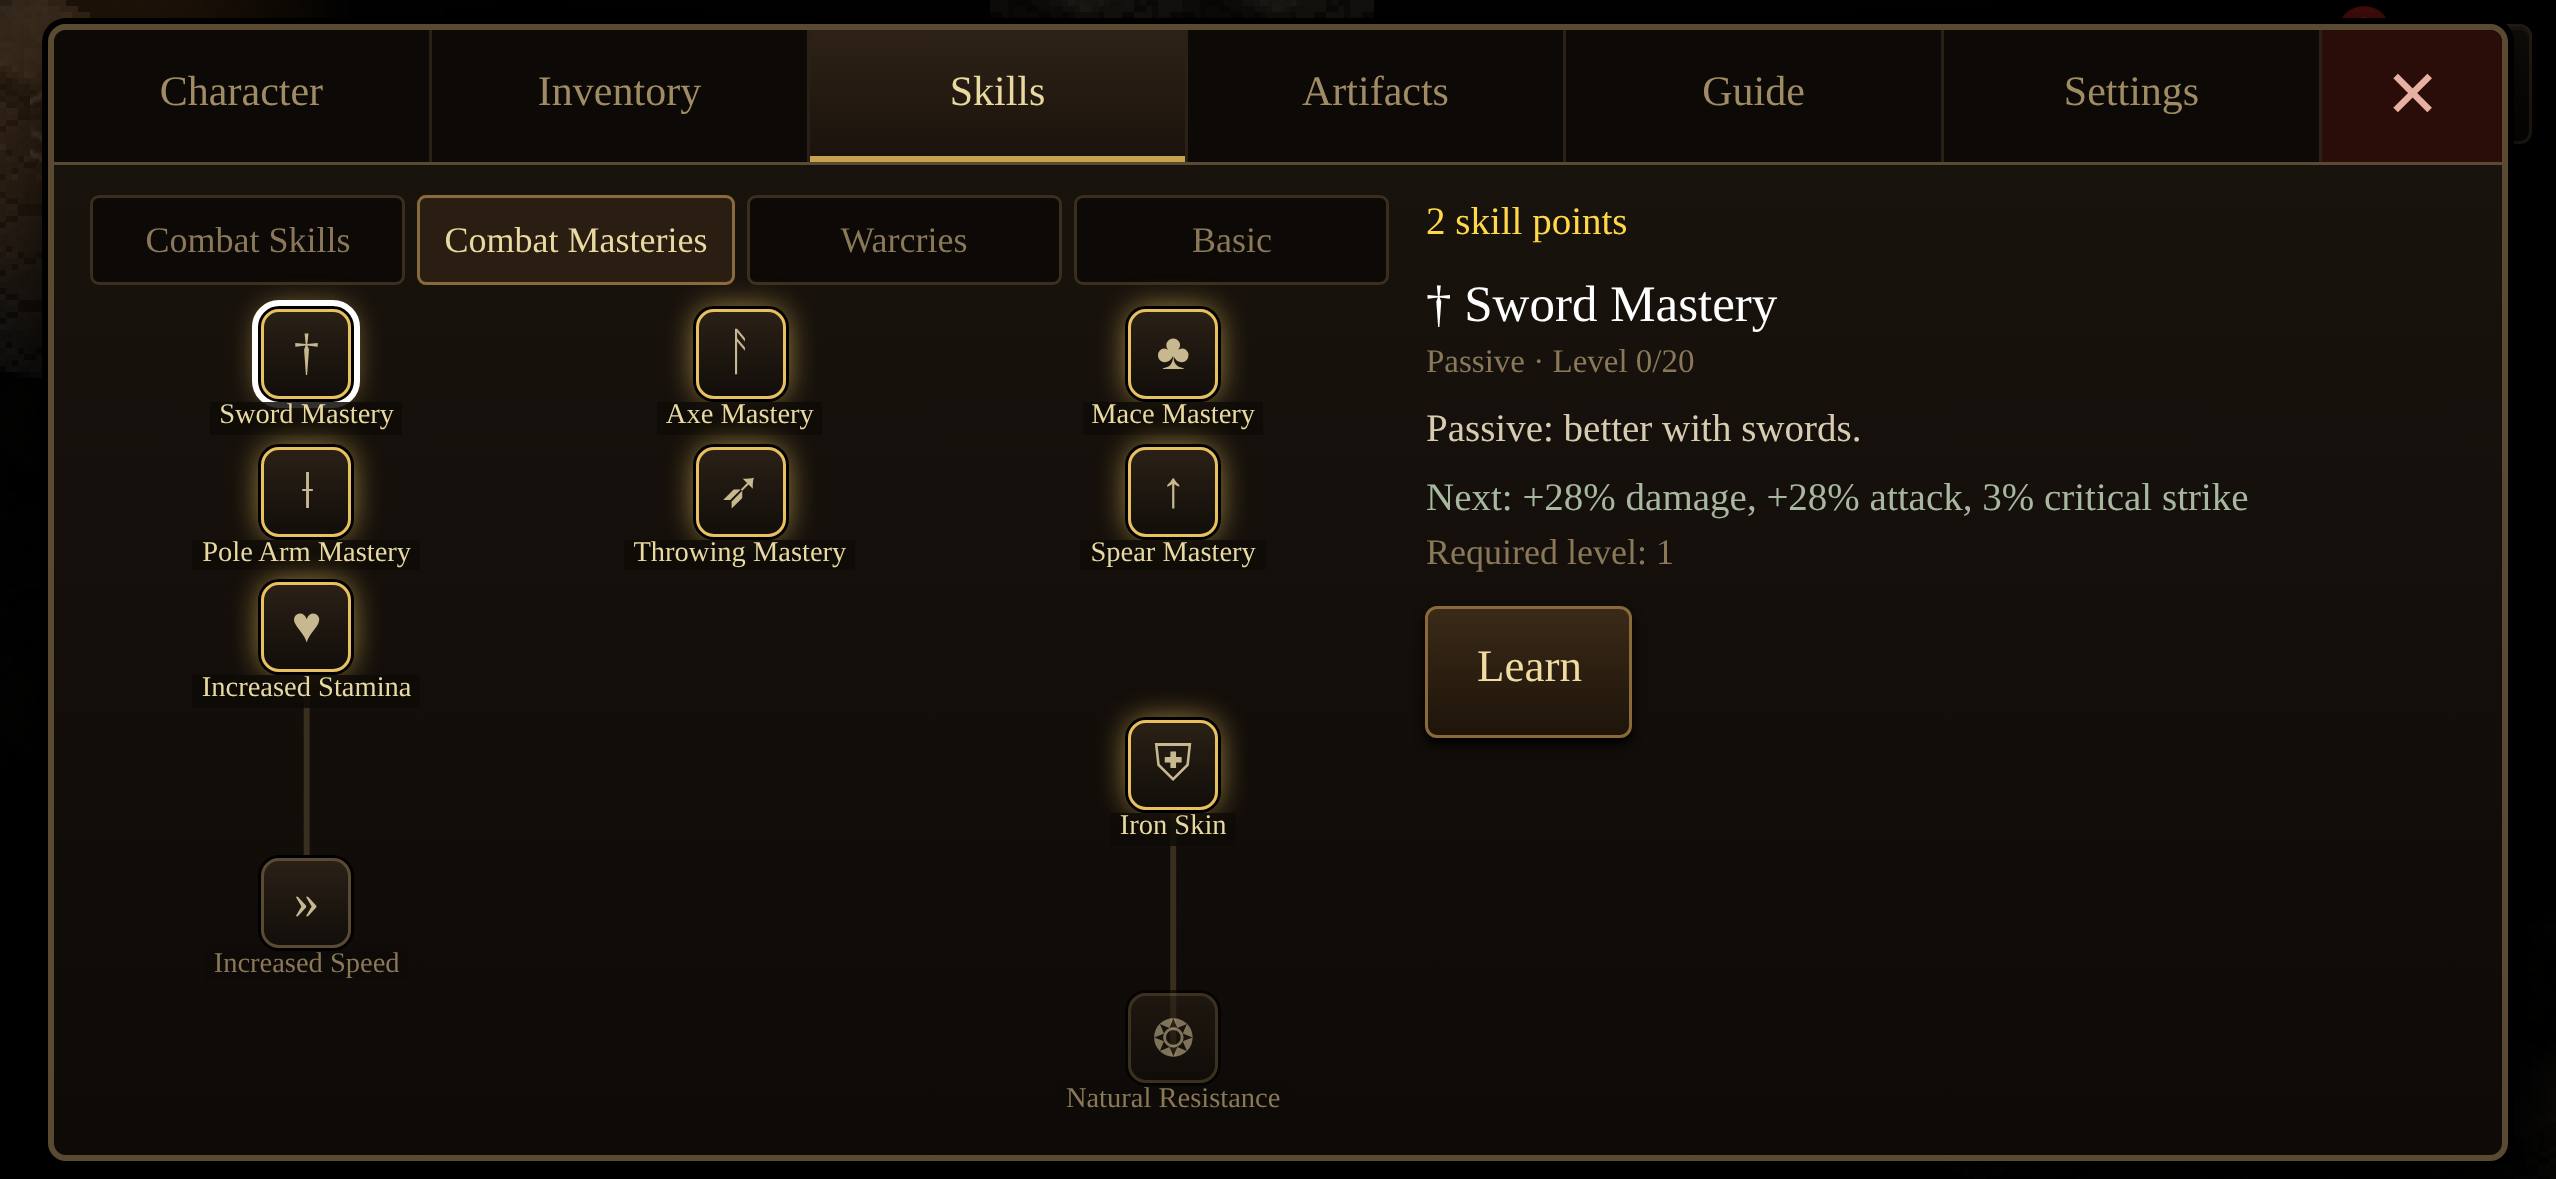 Character Inventory Skills Artifacts Guide Settings ✕
Combat Skills Combat Masteries Warcries Basic
2 skill points
† Sword Mastery
Passive · Level 0/20
Passive: better with swords.
Next: +28% damage, +28% attack, 3% critical strike
Required level: 1
Learn
Sword Mastery Axe Mastery Mace Mastery
Pole Arm Mastery Throwing Mastery Spear Mastery
Increased Stamina
Iron Skin
Increased Speed
Natural Resistance